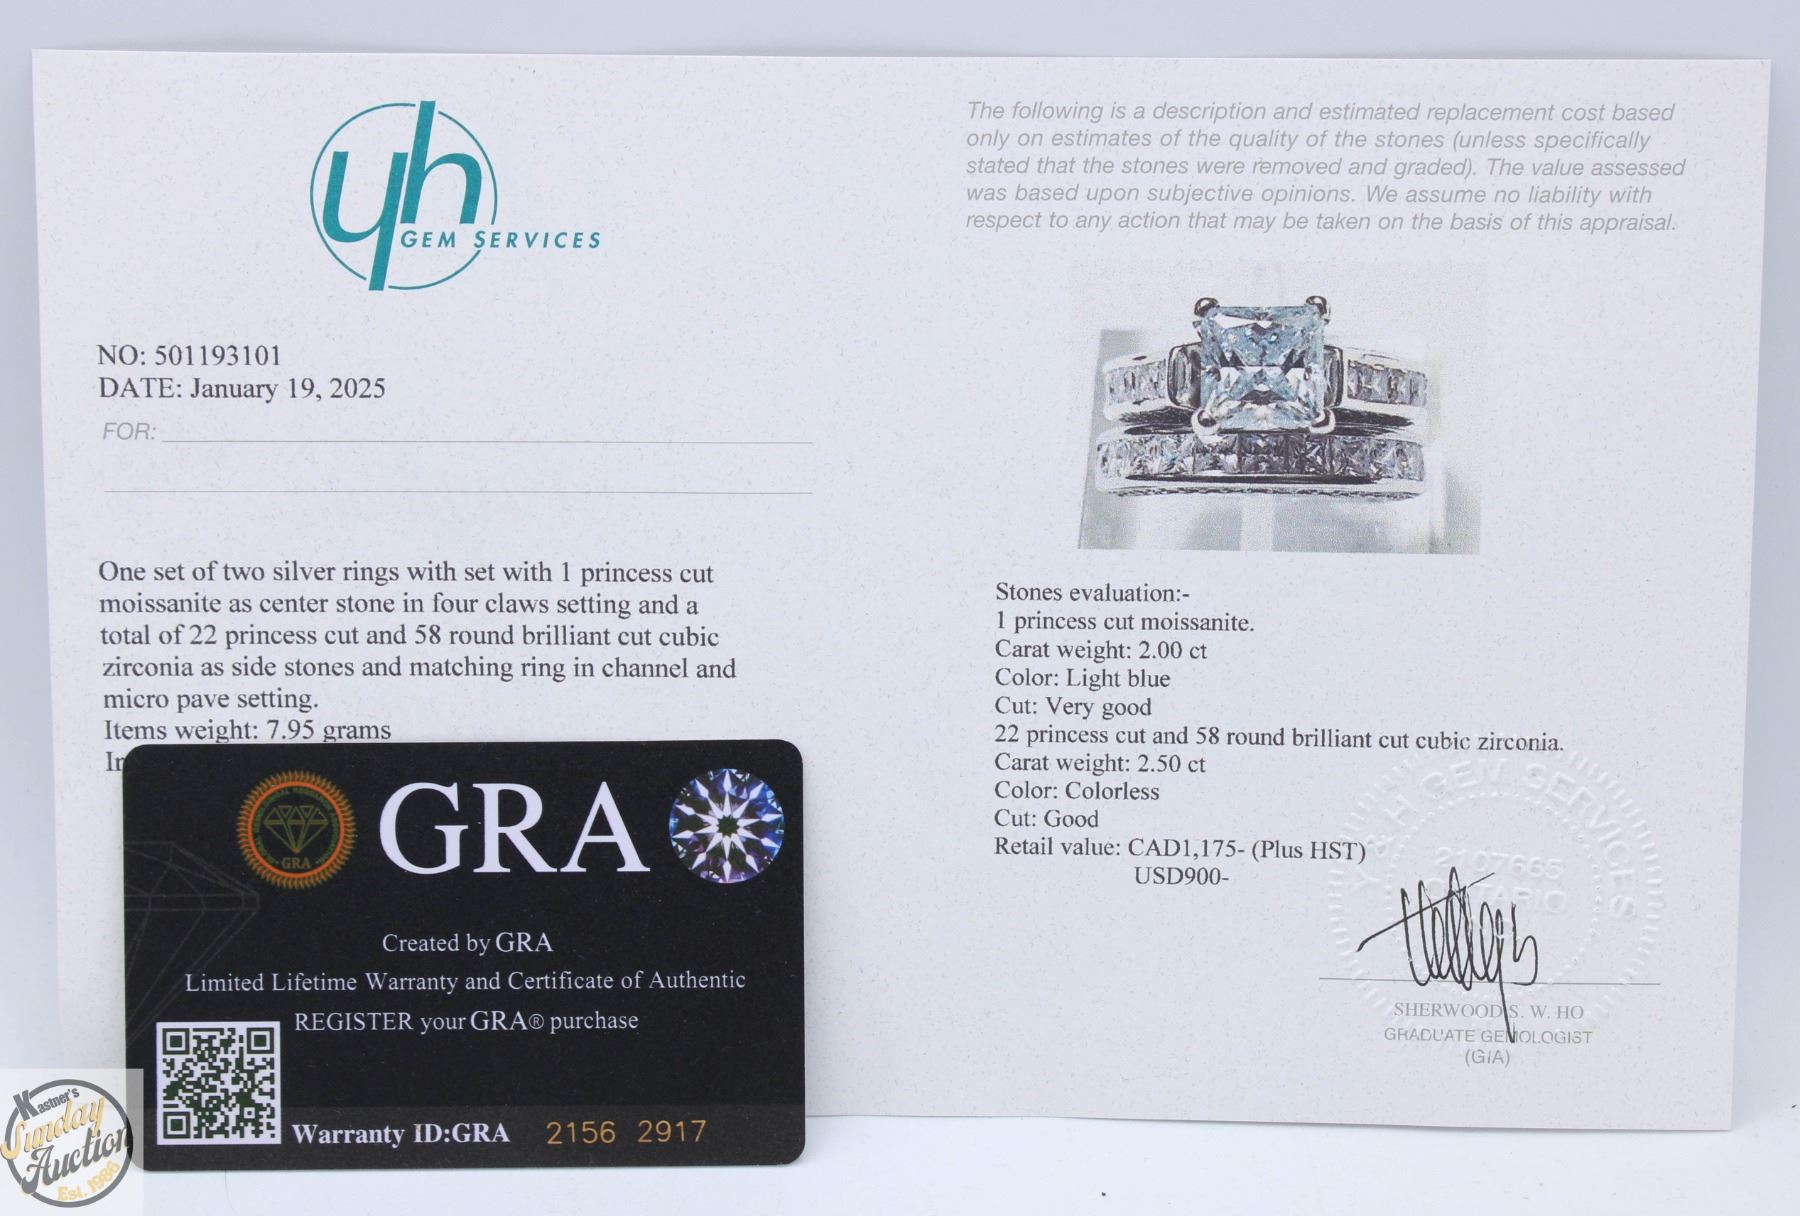 yh
GEM SERVICES
NO: 501193101
DATE: January 19, 2025
FOR:
One set of two silver rings with set with 1 princess cut
moissanite as center stone in four claws setting and a
total of 22 princess cut and 58 round brilliant cut cubic
zirconia as side stones and matching ring in channel and
micro pave setting.
Items weight: 7.95 grams
The following is a description and estimated replacement cost based
only on estimates of the quality of the stones (unless specifically
stated that the stones were removed and graded). The value assessed
was based upon subjective opinions. We assume no liability with
respect to any action that may be taken on the basis of this appraisal.
Stones evaluation:-
1 princess cut moissanite.
Carat weight: 2.00 ct
Color: Light blue
Cut: Very good
22 princess cut and 58 round brilliant cut cubic zirconia.
Carat weight: 2.50 ct
Color: Colorless
Cut: Good
Retail value: CAD1,175- (Plus HST)
USD900-
Y & H GEM SERVICES
2107665
ONTARIO
SHERWOOD S. W. HO
GRADUATE GEMOLOGIST
(GIA)
GRA
GRA
Created by GRA
Limited Lifetime Warranty and Certificate of Authentic
REGISTER your GRA® purchase
Warranty ID:GRA 2156 2917
Kastner's
Sunday
Auction
Est. 1986